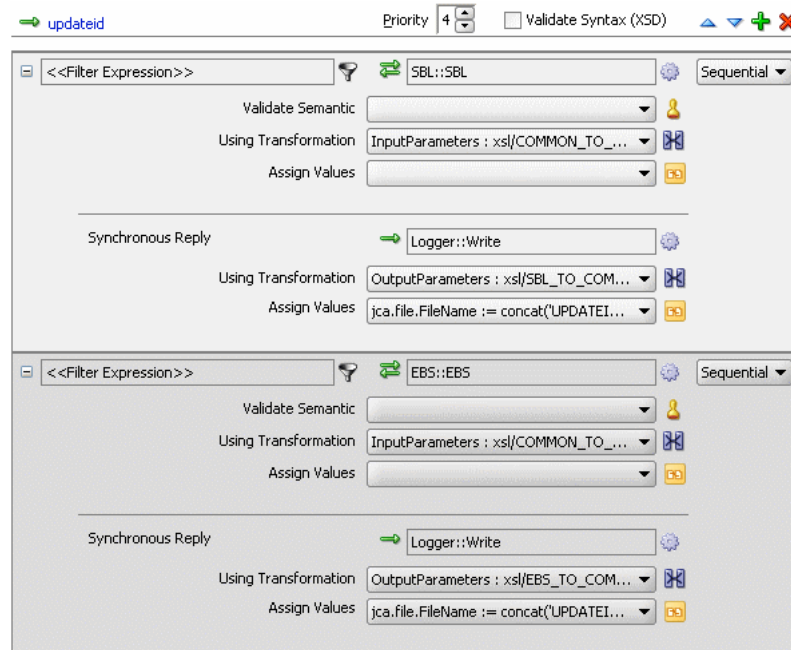 updateid Priority 4 Validate Syntax (XSD)
<<Filter Expression>> SBL::SBL Sequential
Validate Semantic
Using Transformation InputParameters : xsl/COMMON_TO_...
Assign Values
Synchronous Reply Logger::Write
Using Transformation OutputParameters : xsl/SBL_TO_COM...
Assign Values jca.file.FileName := concat('UPDATEI...
<<Filter Expression>> EBS::EBS Sequential
Validate Semantic
Using Transformation InputParameters : xsl/COMMON_TO_...
Assign Values
Synchronous Reply Logger::Write
Using Transformation OutputParameters : xsl/EBS_TO_COM...
Assign Values jca.file.FileName := concat('UPDATEI...